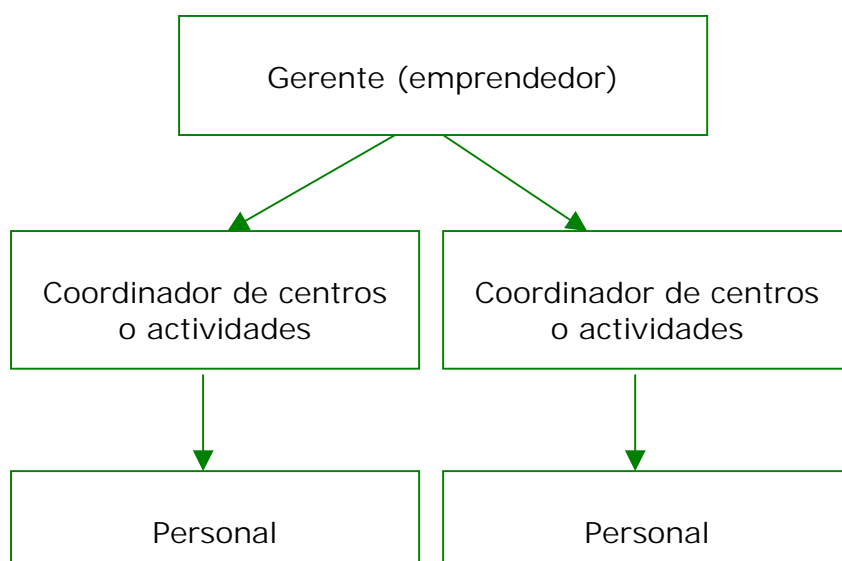 Gerente (emprendedor)
Coordinador de centros
o actividades
Coordinador de centros
o actividades
Personal
Personal